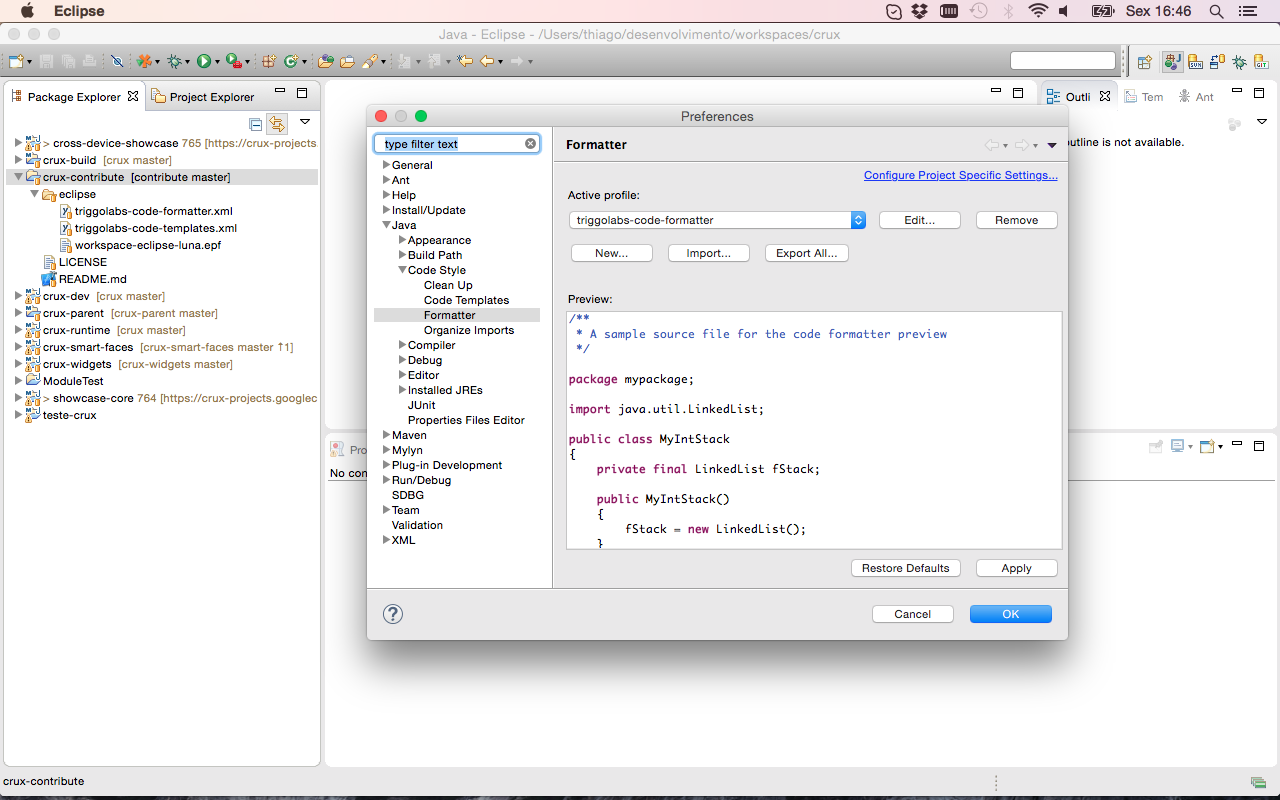 Eclipse
Sex 16:46
Java - Eclipse - /Users/thiago/desenvolvimento/workspaces/crux
Package Explorer
Project Explorer
> cross-device-showcase 765 [https://crux-projects.
crux-build [crux master]
crux-contribute [contribute master]
eclipse
triggolabs-code-formatter.xml
triggolabs-code-templates.xml
workspace-eclipse-luna.epf
LICENSE
README.md
crux-dev [crux master]
crux-parent [crux-parent master]
crux-runtime [crux master]
crux-smart-faces [crux-smart-faces master ↑1]
crux-widgets [crux-widgets master]
ModuleTest
> showcase-core 764 [https://crux-projects.googlec
teste-crux
crux-contribute
Preferences
type filter text
General
Ant
Help
Install/Update
Java
Appearance
Build Path
Code Style
Clean Up
Code Templates
Formatter
Organize Imports
Compiler
Debug
Editor
Installed JREs
JUnit
Properties Files Editor
Maven
Mylyn
Plug-in Development
Run/Debug
SDBG
Team
Validation
XML
Formatter
Configure Project Specific Settings...
Active profile:
triggolabs-code-formatter
Edit...
Remove
New...
Import...
Export All...
Preview:
/**
* A sample source file for the code formatter preview
*/
package mypackage;
import java.util.LinkedList;
public class MyIntStack
{
private final LinkedList fStack;
public MyIntStack()
{
fStack = new LinkedList();
}
Restore Defaults
Apply
?
Cancel
OK
Outli
Tem
Ant
utline is not available.
Pro
No con